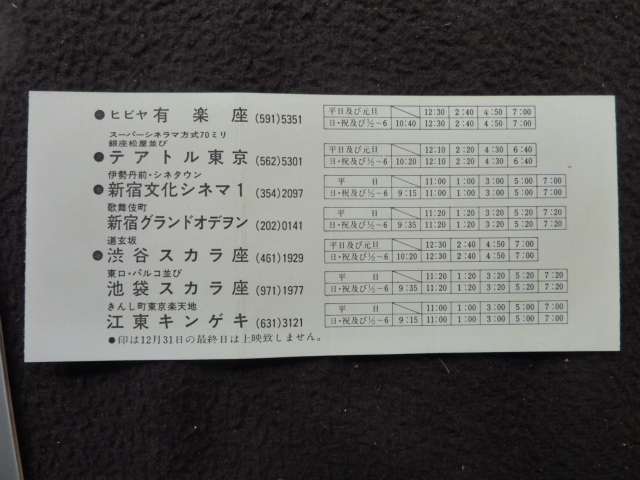 ●ヒビヤ 有楽座 (591)5351 平日及び元旦 12:30 2:40 4:50 7:00
日・祝及び½~6 10:40 12:30 2:40 4:50 7:00
スーパーシネラマ方式70ミリ
銀座松屋並び
●テアトル東京 (562)5301 平日及び元旦 12:10 2:20 4:30 6:40
日・祝及び½~6 10:20 12:10 2:20 4:30 6:40
伊勢丹前・シネタウン
●新宿文化シネマ1 (354)2097 平日 11:00 1:00 3:00 5:00 7:00
日・祝及び½~6 9:15 11:00 1:00 3:00 5:00 7:00
歌舞伎町
新宿グランドオデヲン (202)0141 平日 11:20 1:20 3:20 5:20 7:20
日・祝及び½~6 9:35 11:20 1:20 3:20 5:20 7:20
道玄坂
●渋谷スカラ座 (461)1929 平日及び元旦 12:30 2:40 4:50 7:00
日・祝及び½~6 10:20 12:30 2:40 4:50 7:00
東口・パルコ並び
池袋スカラ座 (971)1977 平日 11:20 1:20 3:20 5:20 7:20
日・祝及び½~6 9:35 11:20 1:20 3:20 5:20 7:20
きんし町東京楽天地
江東キンゲキ (631)3121 平日 11:00 1:00 3:00 5:00 7:00
日・祝及び½~6 9:15 11:00 1:00 3:00 5:00 7:00
●印は12月31日の最終日は上映致しません。